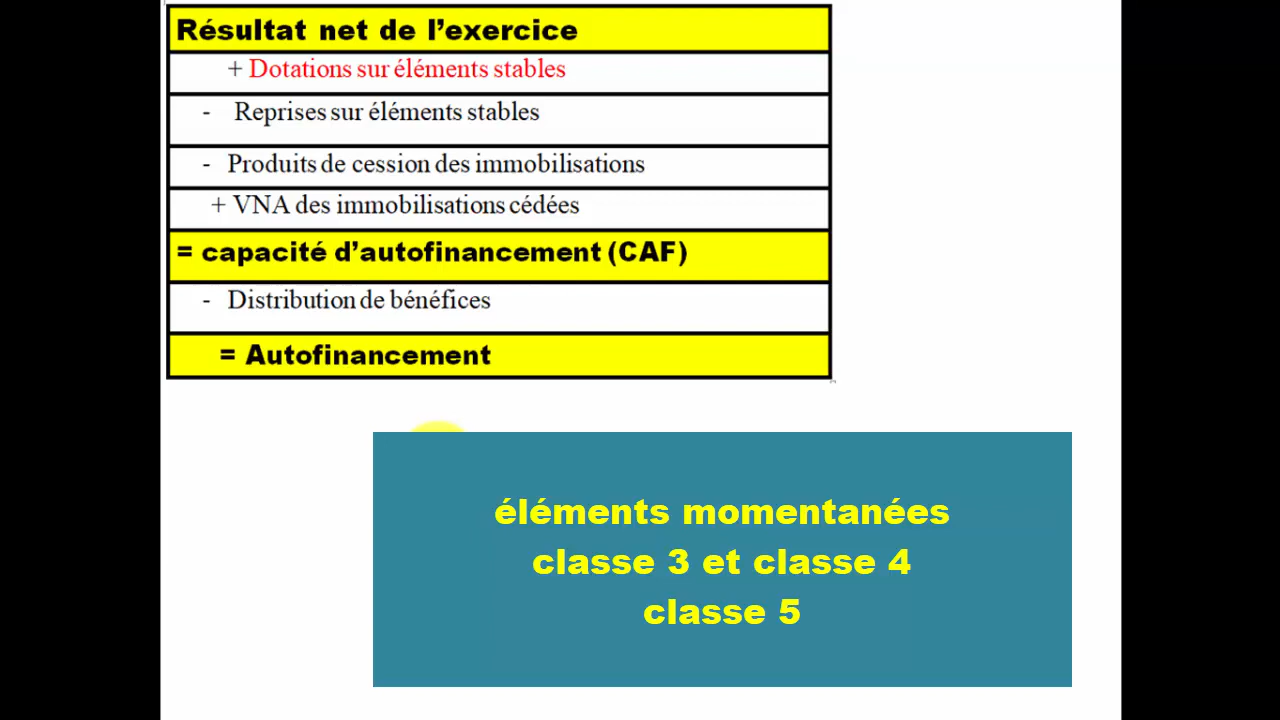 Résultat net de l’exercice
+ Dotations sur éléments stables
- Reprises sur éléments stables
- Produits de cession des immobilisations
+ VNA des immobilisations cédées
= capacité d’autofinancement (CAF)
- Distribution de bénéfices
= Autofinancement
éléments momentanées
classe 3 et classe 4
classe 5